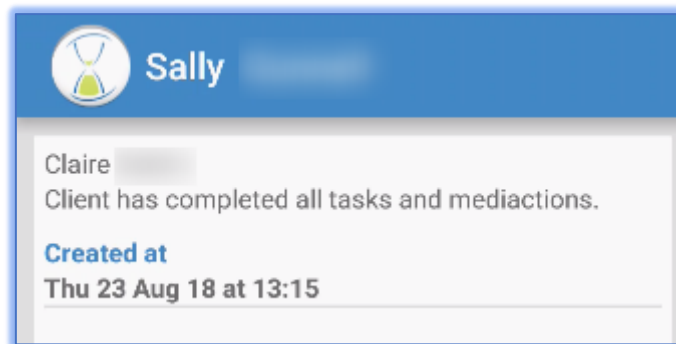 Sally
Claire
Client has completed all tasks and mediactions.
Created at
Thu 23 Aug 18 at 13:15